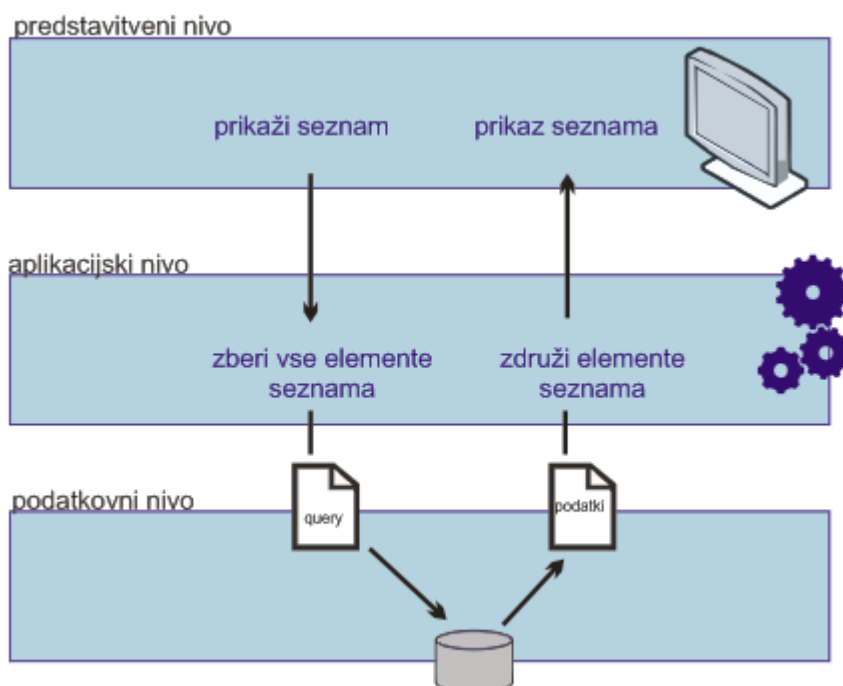 predstavitveni nivo
prikaži seznam
prikaz seznama
aplikacijski nivo
zberi vse elemente
seznama
združi elemente
seznama
podatkovni nivo
query
podatki